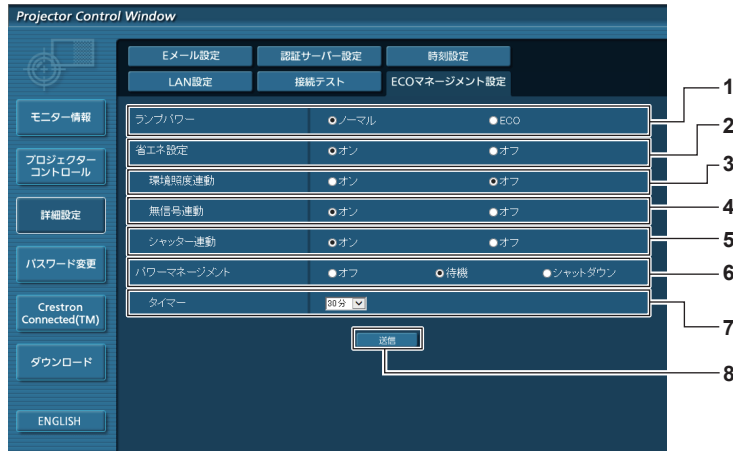 Projector Control Window
Eメール設定 認証サーバー設定 時刻設定
LAN設定 接続テスト ECOマネージメント設定
モニター情報
プロジェクター
コントロール
詳細設定
パスワード変更
Crestron
Connected(TM)
ダウンロード
ENGLISH
ランプパワー ノーマル ECO 1
省エネ設定 オン オフ 2
環境照度連動 オン オフ 3
無信号連動 オン オフ 4
シャッター連動 オン オフ 5
パワーマネージメント オフ 待機 シャットダウン 6
タイマー 30分 7
送信 8